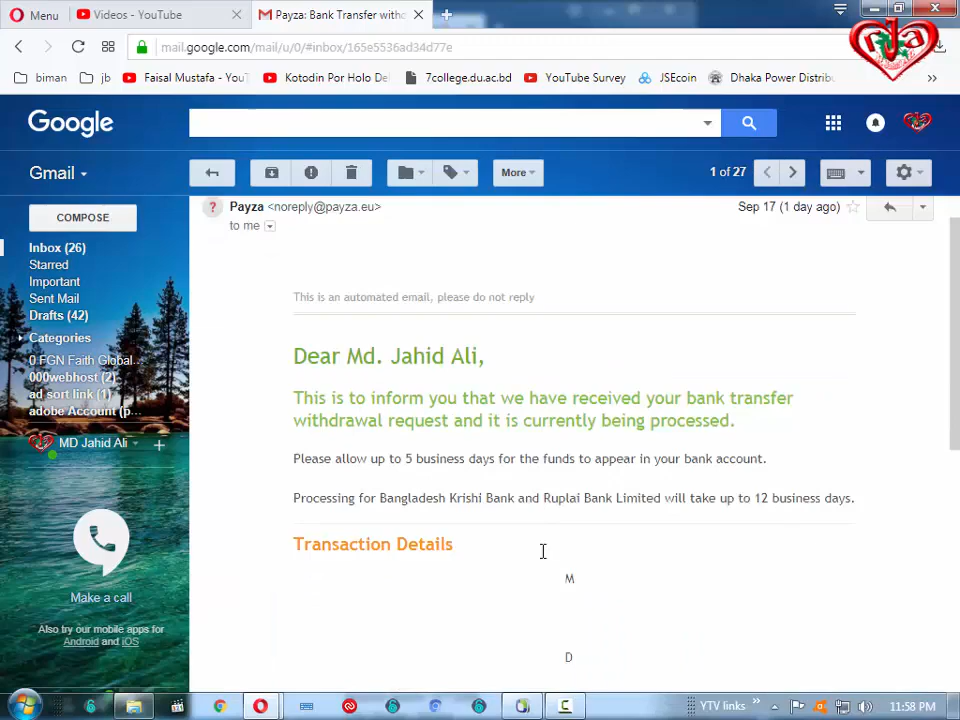 Menu
Videos - YouTube
Payza: Bank Transfer withd
mail.google.com/mail/u/0/#inbox/165e5536ad34d77e
biman
jb
Faisal Mustafa - You
Kotodin Por Holo De
7college.du.ac.bd
YouTube Survey
JSEcoin
Dhaka Power Distribu
»
rja
Google
Gmail
More
1 of 27
COMPOSE
Payza <noreply@payza.eu>
Sep 17 (1 day ago)
to me
Inbox (26)
Starred
Important
Sent Mail
Drafts (42)
Categories
0 FGN Faith Global...
000webhost (2)
ad sort link (1)
adobe Account (p...
MD Jahid Ali
Make a call
Also try our mobile apps for
Android and iOS
This is an automated email, please do not reply
Dear Md. Jahid Ali,
This is to inform you that we have received your bank transfer
withdrawal request and it is currently being processed.
Please allow up to 5 business days for the funds to appear in your bank account.
Processing for Bangladesh Krishi Bank and Ruplai Bank Limited will take up to 12 business days.
Transaction Details
M
D
YTV links
»
11:58 PM